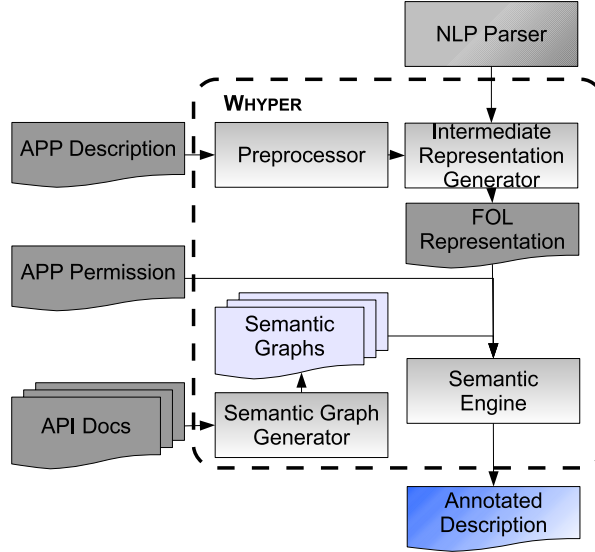 NLP Parser
WHYPER
APP Description
Preprocessor
Intermediate
Representation
Generator
FOL
Representation
APP Permission
Semantic
Graphs
Semantic
Engine
API Docs
Semantic Graph
Generator
Annotated
Description